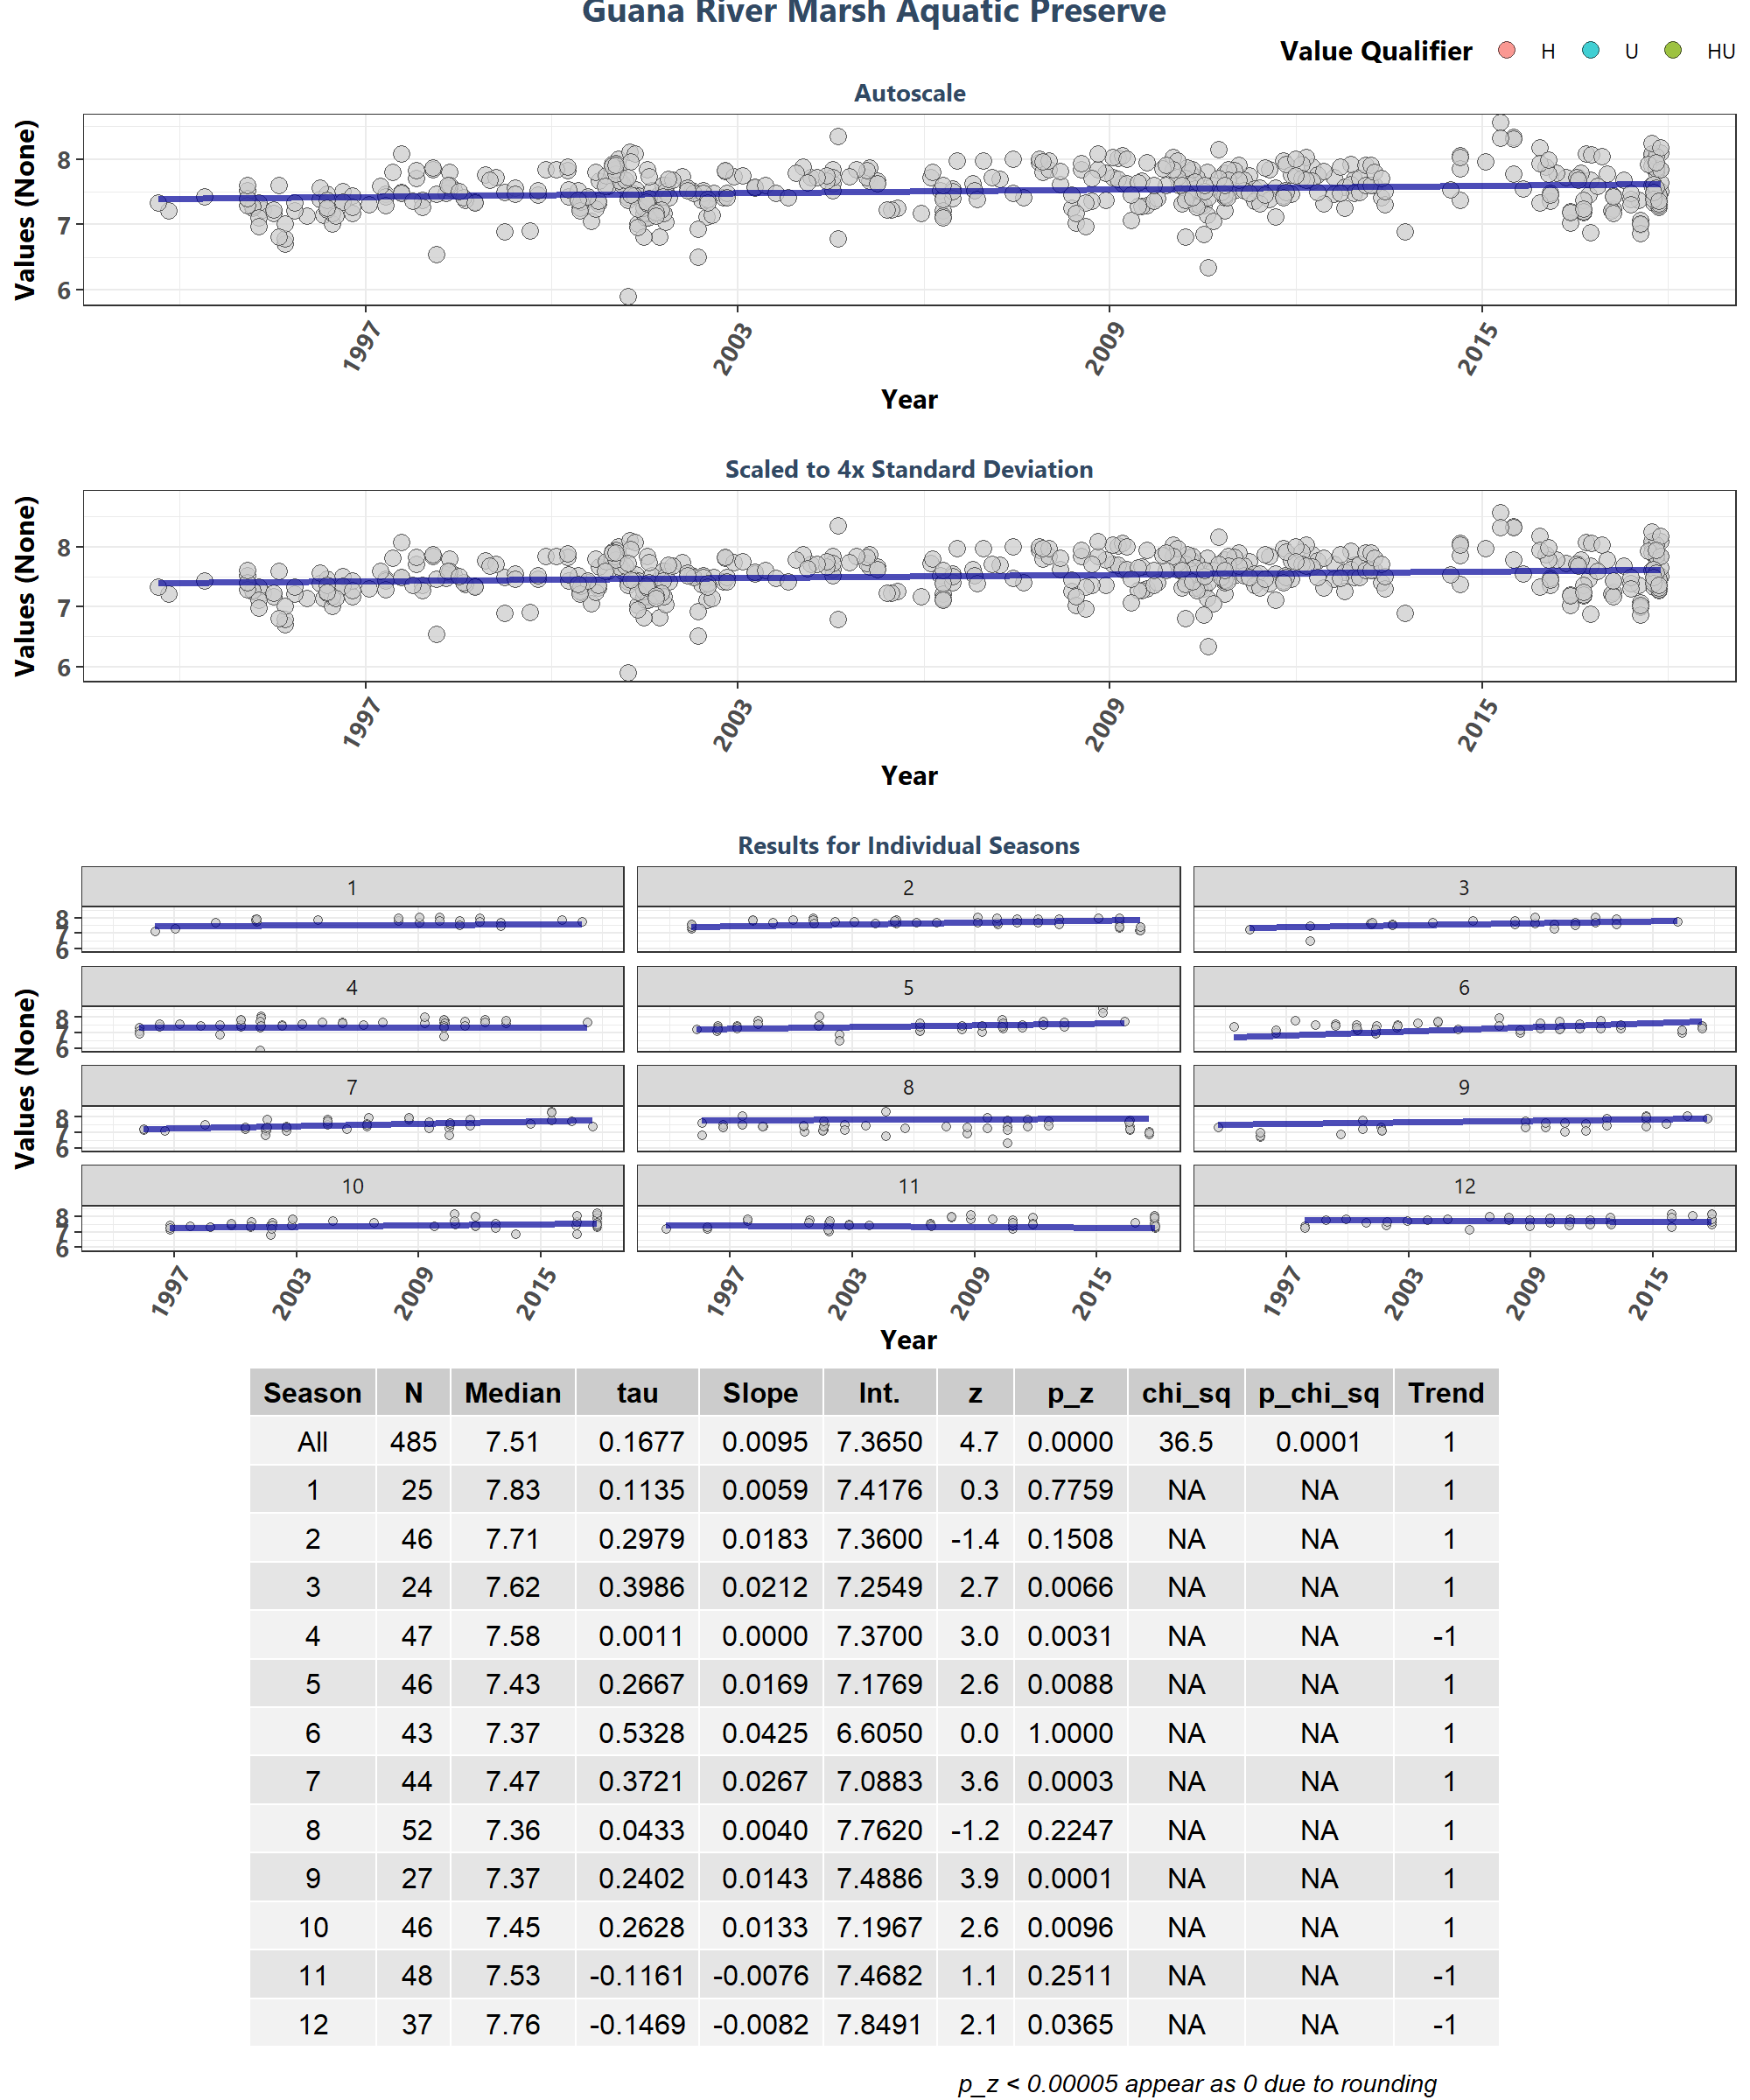 Guana River Marsh Aquatic Preserve
Value Qualifier H U HU
Autoscale
Values (None)
8
7
6
1997 2003 2009 2015
Year
Scaled to 4x Standard Deviation
Values (None)
8
7
6
1997 2003 2009 2015
Year
Results for Individual Seasons
Values (None)
1 2 3
8
7
6
4 5 6
8
7
6
7 8 9
8
7
6
10 11 12
8
7
6
1997 2003 2009 2015 1997 2003 2009 2015 1997 2003 2009 2015
Year
Season N Median tau Slope Int. z p_z chi_sq p_chi_sq Trend
All 485 7.51 0.1677 0.0095 7.3650 4.7 0.0000 36.5 0.0001 1
1 25 7.83 0.1135 0.0059 7.4176 0.3 0.7759 NA NA 1
2 46 7.71 0.2979 0.0183 7.3600 -1.4 0.1508 NA NA 1
3 24 7.62 0.3986 0.0212 7.2549 2.7 0.0066 NA NA 1
4 47 7.58 0.0011 0.0000 7.3700 3.0 0.0031 NA NA -1
5 46 7.43 0.2667 0.0169 7.1769 2.6 0.0088 NA NA 1
6 43 7.37 0.5328 0.0425 6.6050 0.0 1.0000 NA NA 1
7 44 7.47 0.3721 0.0267 7.0883 3.6 0.0003 NA NA 1
8 52 7.36 0.0433 0.0040 7.7620 -1.2 0.2247 NA NA 1
9 27 7.37 0.2402 0.0143 7.4886 3.9 0.0001 NA NA 1
10 46 7.45 0.2628 0.0133 7.1967 2.6 0.0096 NA NA 1
11 48 7.53 -0.1161 -0.0076 7.4682 1.1 0.2511 NA NA -1
12 37 7.76 -0.1469 -0.0082 7.8491 2.1 0.0365 NA NA -1
p_z < 0.00005 appear as 0 due to rounding